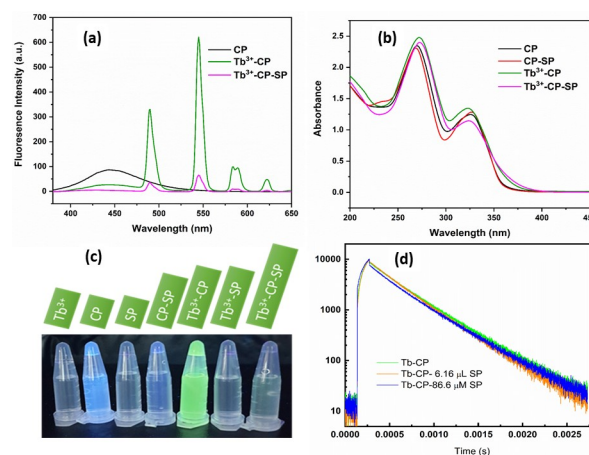 (a)
CP
Tb³⁺-CP
Tb³⁺-CP-SP
Fluoresence Intensity (a.u.)
700
600
500
400
300
200
100
0
400 450 500 550 600 650
Wavelength (nm)
(b)
CP
CP-SP
Tb³⁺-CP
Tb³⁺-CP-SP
Absorbance
2.5
2.0
1.5
1.0
0.5
0.0
200 250 300 350 400 450
Wavelength (nm)
(c)
Tb³⁺
CP
SP
CP-SP
Tb³⁺-CP
Tb³⁺-SP
Tb³⁺-CP-SP
(d)
10000
1000
100
10
5
Tb-CP
Tb-CP- 6.16 µL SP
Tb-CP-86.6 µM SP
0.0000 0.0005 0.0010 0.0015 0.0020 0.0025
Time (s)